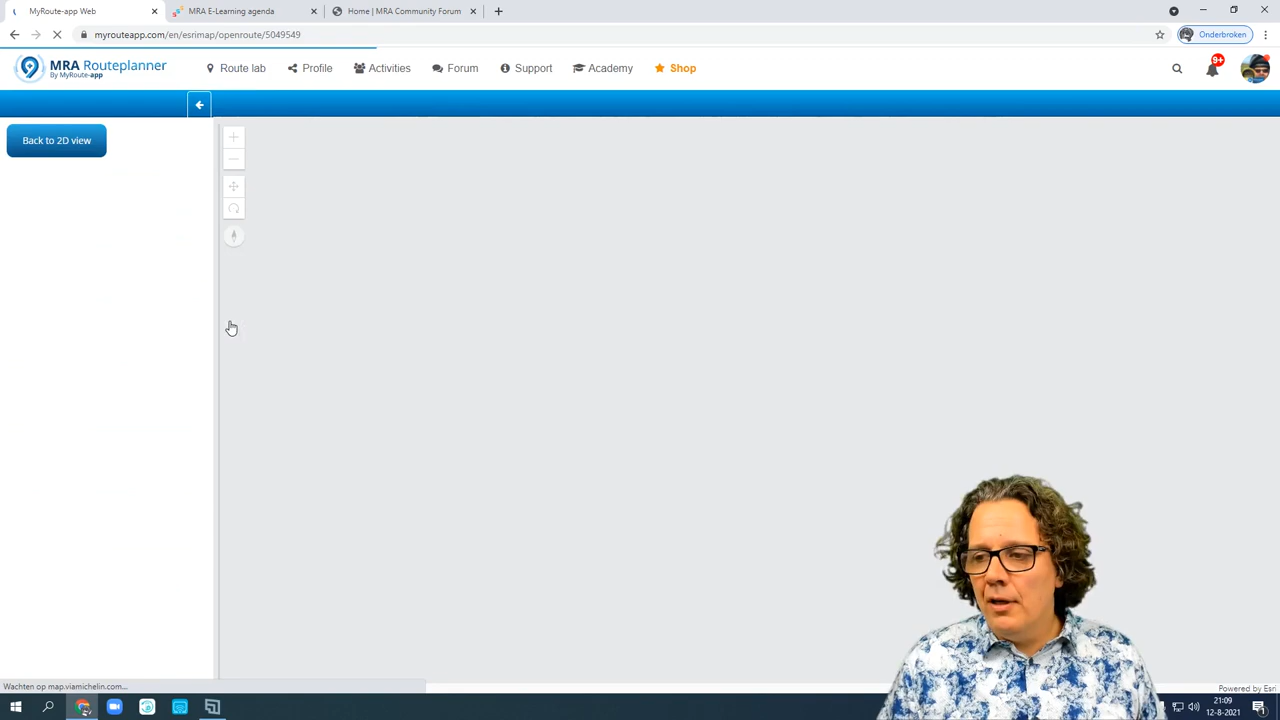 MyRoute-app Web
MRA E-Learning agenda
Home | MRA Community Forum
myrouteapp.com/en/esrimap/openroute/5049549
Onderbroken
MRA Routeplanner
By MyRoute-app
Route lab
Profile
Activities
Forum
Support
Academy
Shop
9+
Back to 2D view
Wachten op map.viamichelin.com...
Powered by Esri
21:09
12-8-2021
1